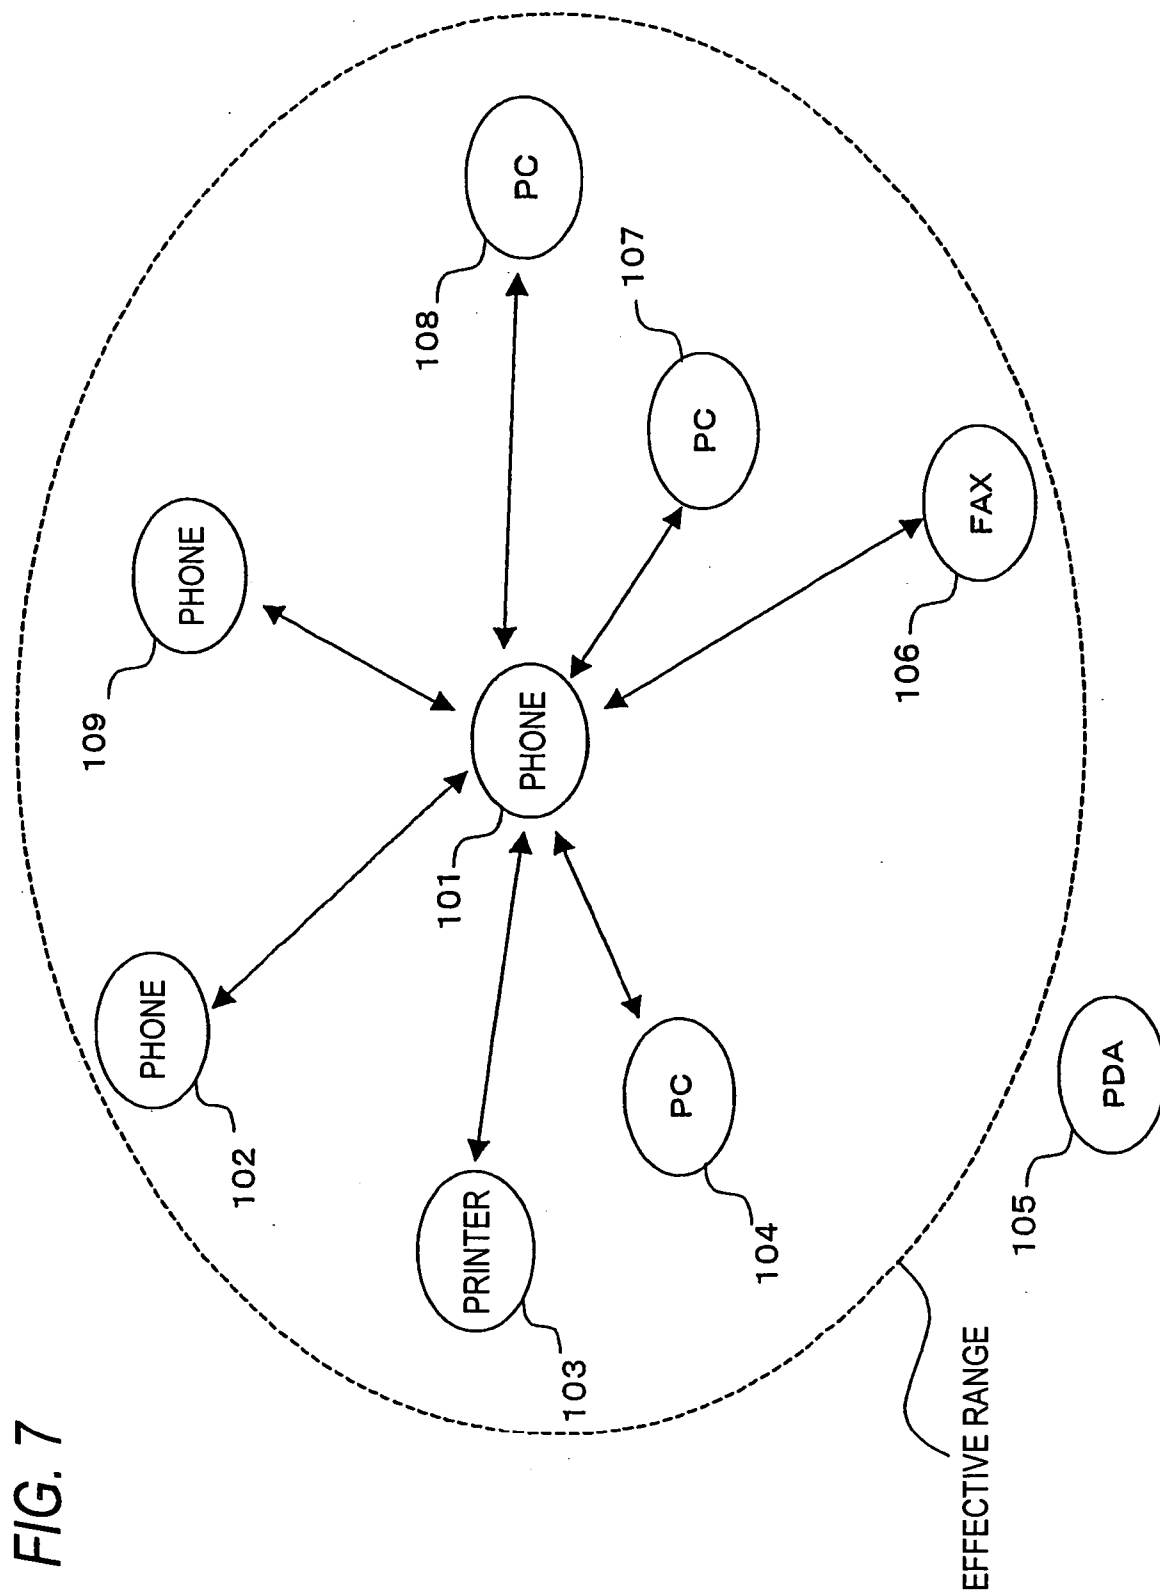 FIG. 7
PHONE
102
PHONE
109
PRINTER
103
101
PHONE
108
PC
PC
104
PC
107
106
FAX
105
PDA
EFFECTIVE RANGE